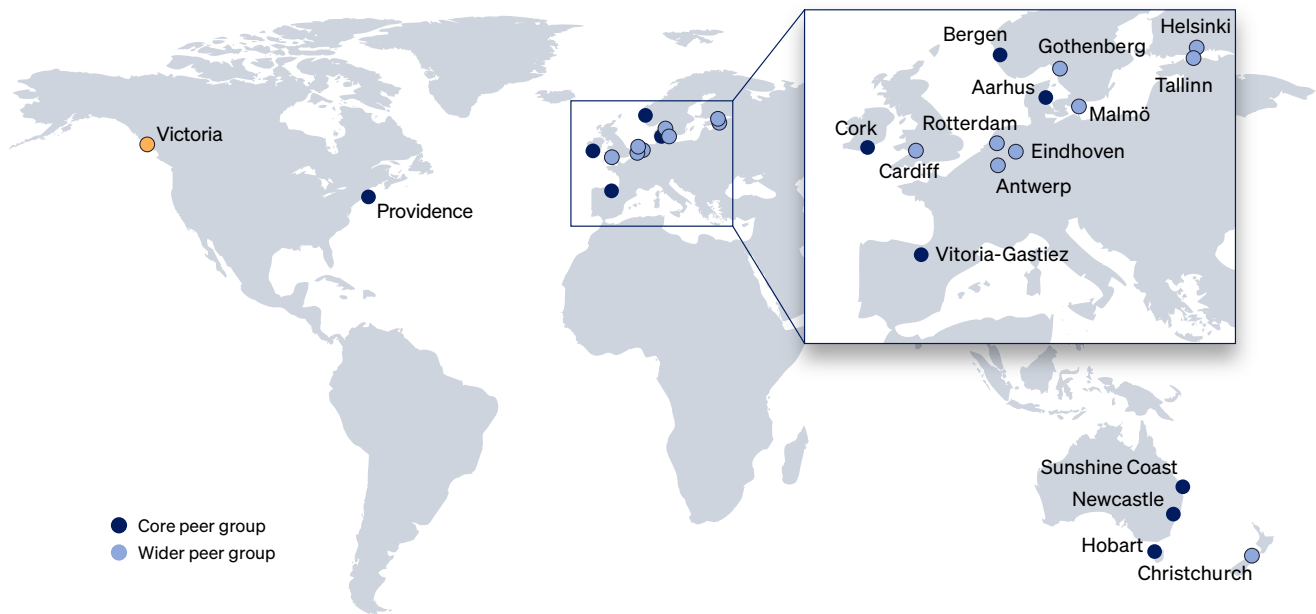 Victoria
Providence
Bergen
Gothenberg
Helsinki
Tallinn
Aarhus
Malmö
Cork
Rotterdam
Eindhoven
Cardiff
Antwerp
Vitoria-Gastiez
Sunshine Coast
Newcastle
Hobart
Christchurch
Core peer group
Wider peer group